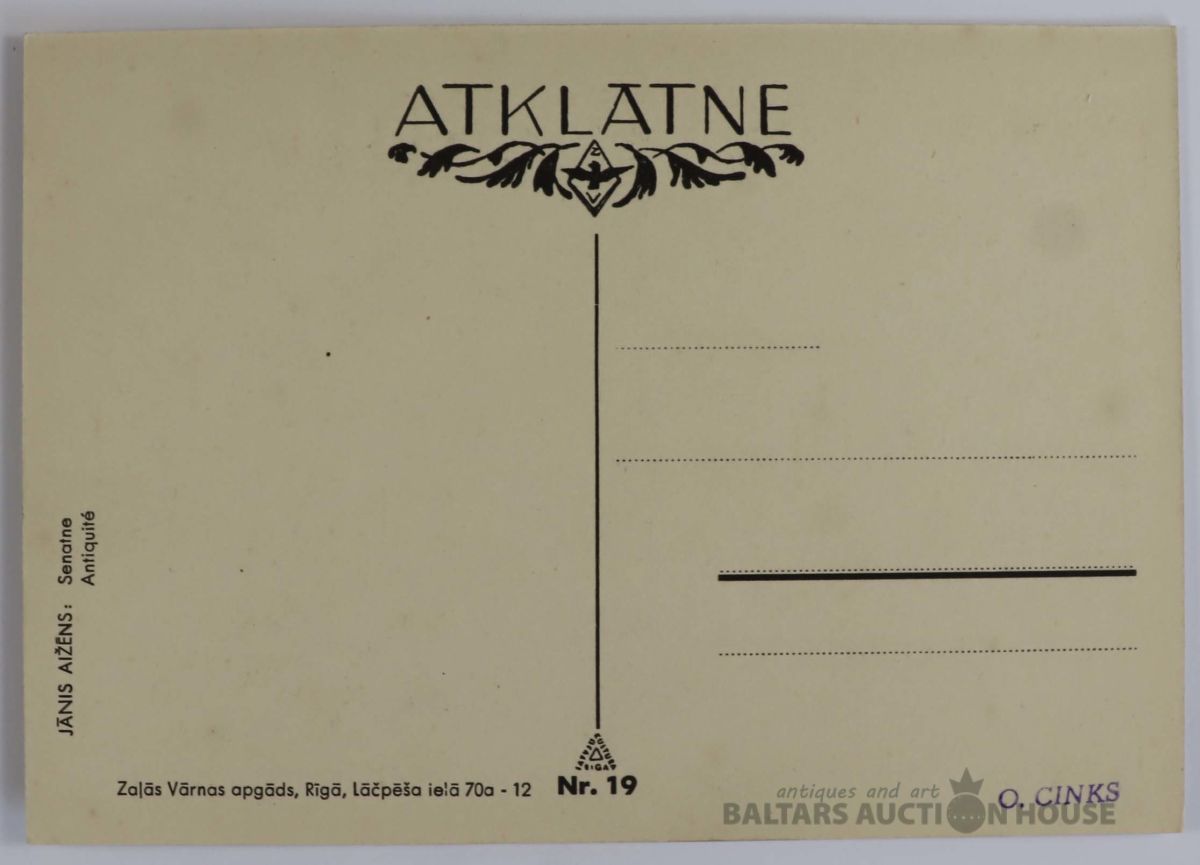 ATKLĀTNE
Z
V
JĀNIS AIŽĒNS: Senatne
Antiquité
Zaļās Vārnas apgāds, Rīgā, Lāčpēša ielā 70a - 12
Nr. 19
antiques and art
BALTARS AUCTION HOUSE
O. CINKS